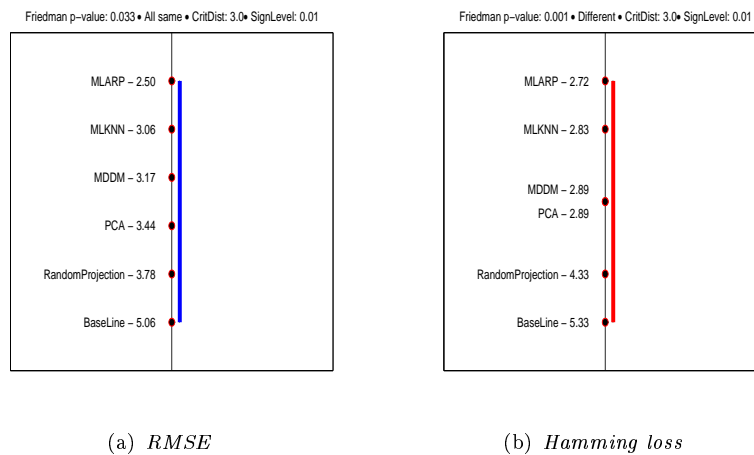 Friedman p−value: 0.033 • All same • CritDist: 3.0• SignLevel: 0.01
MLARP − 2.50
MLKNN − 3.06
MDDM − 3.17
PCA − 3.44
RandomProjection − 3.78
BaseLine − 5.06
(a) RMSE
Friedman p−value: 0.001 • Different • CritDist: 3.0• SignLevel: 0.01
MLARP − 2.72
MLKNN − 2.83
MDDM − 2.89
PCA − 2.89
RandomProjection − 4.33
BaseLine − 5.33
(b) Hamming loss